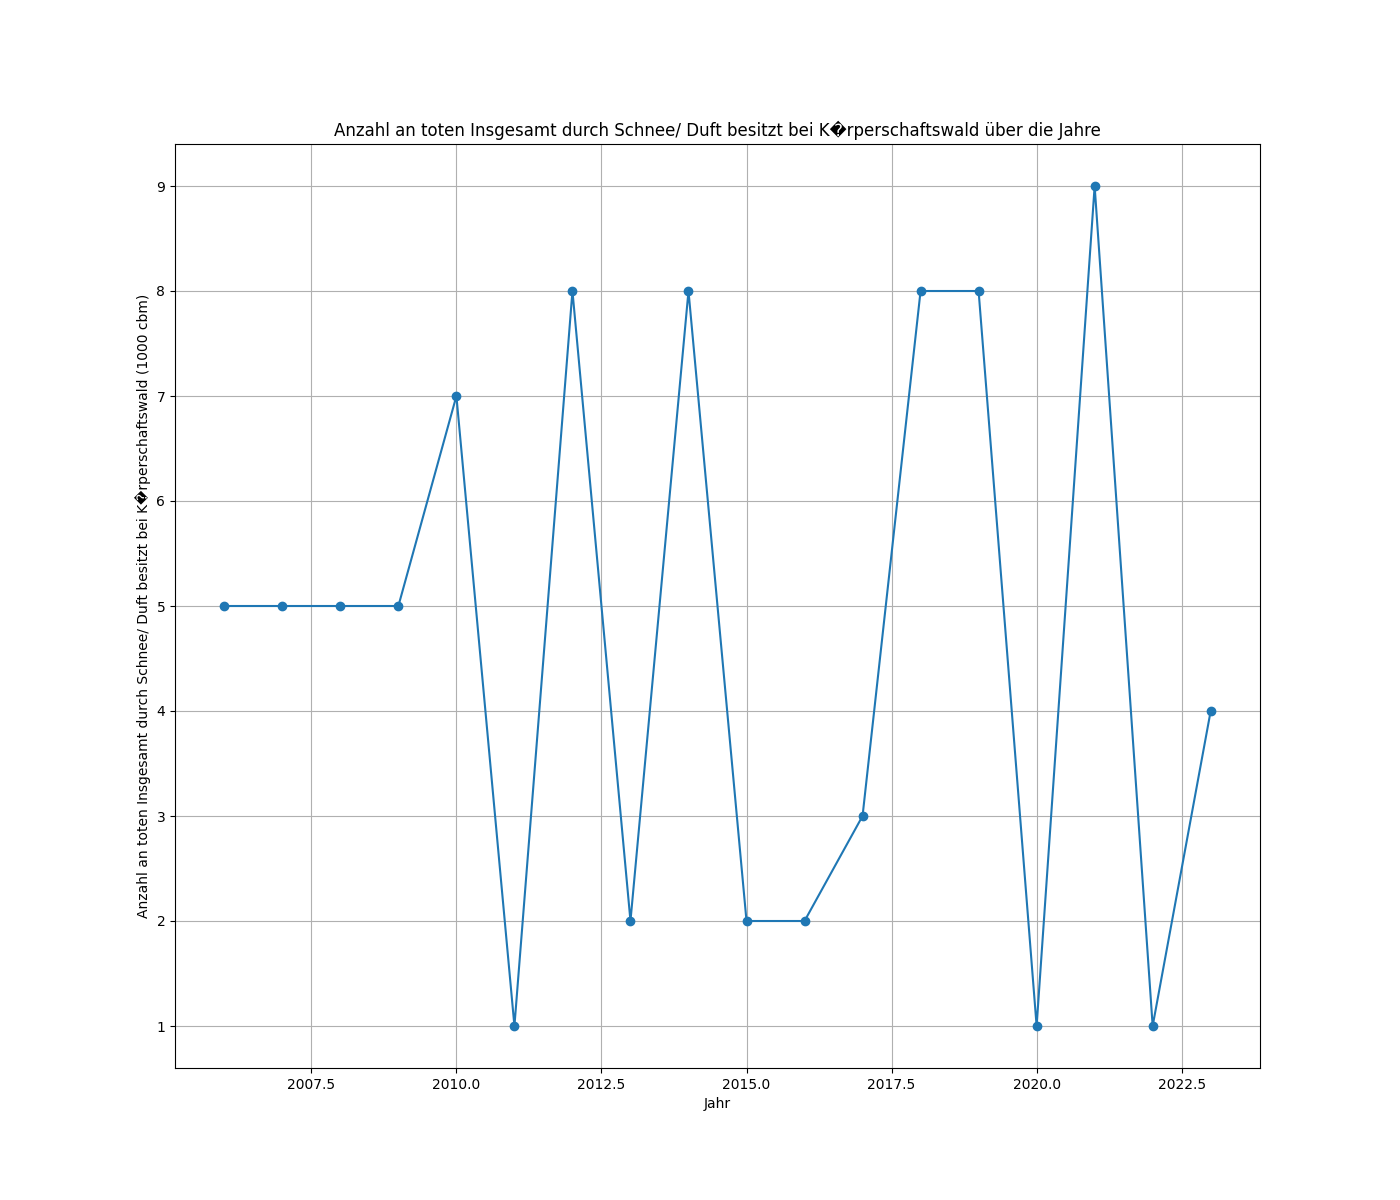 Anzahl an toten Insgesamt durch Schnee/ Duft besitzt bei K�rperschaftswald über die Jahre
Anzahl an toten Insgesamt durch Schnee/ Duft besitzt bei K�rperschaftswald (1000 cbm)
9
8
7
6
5
4
3
2
1
2007.5 2010.0 2012.5 2015.0 2017.5 2020.0 2022.5
Jahr